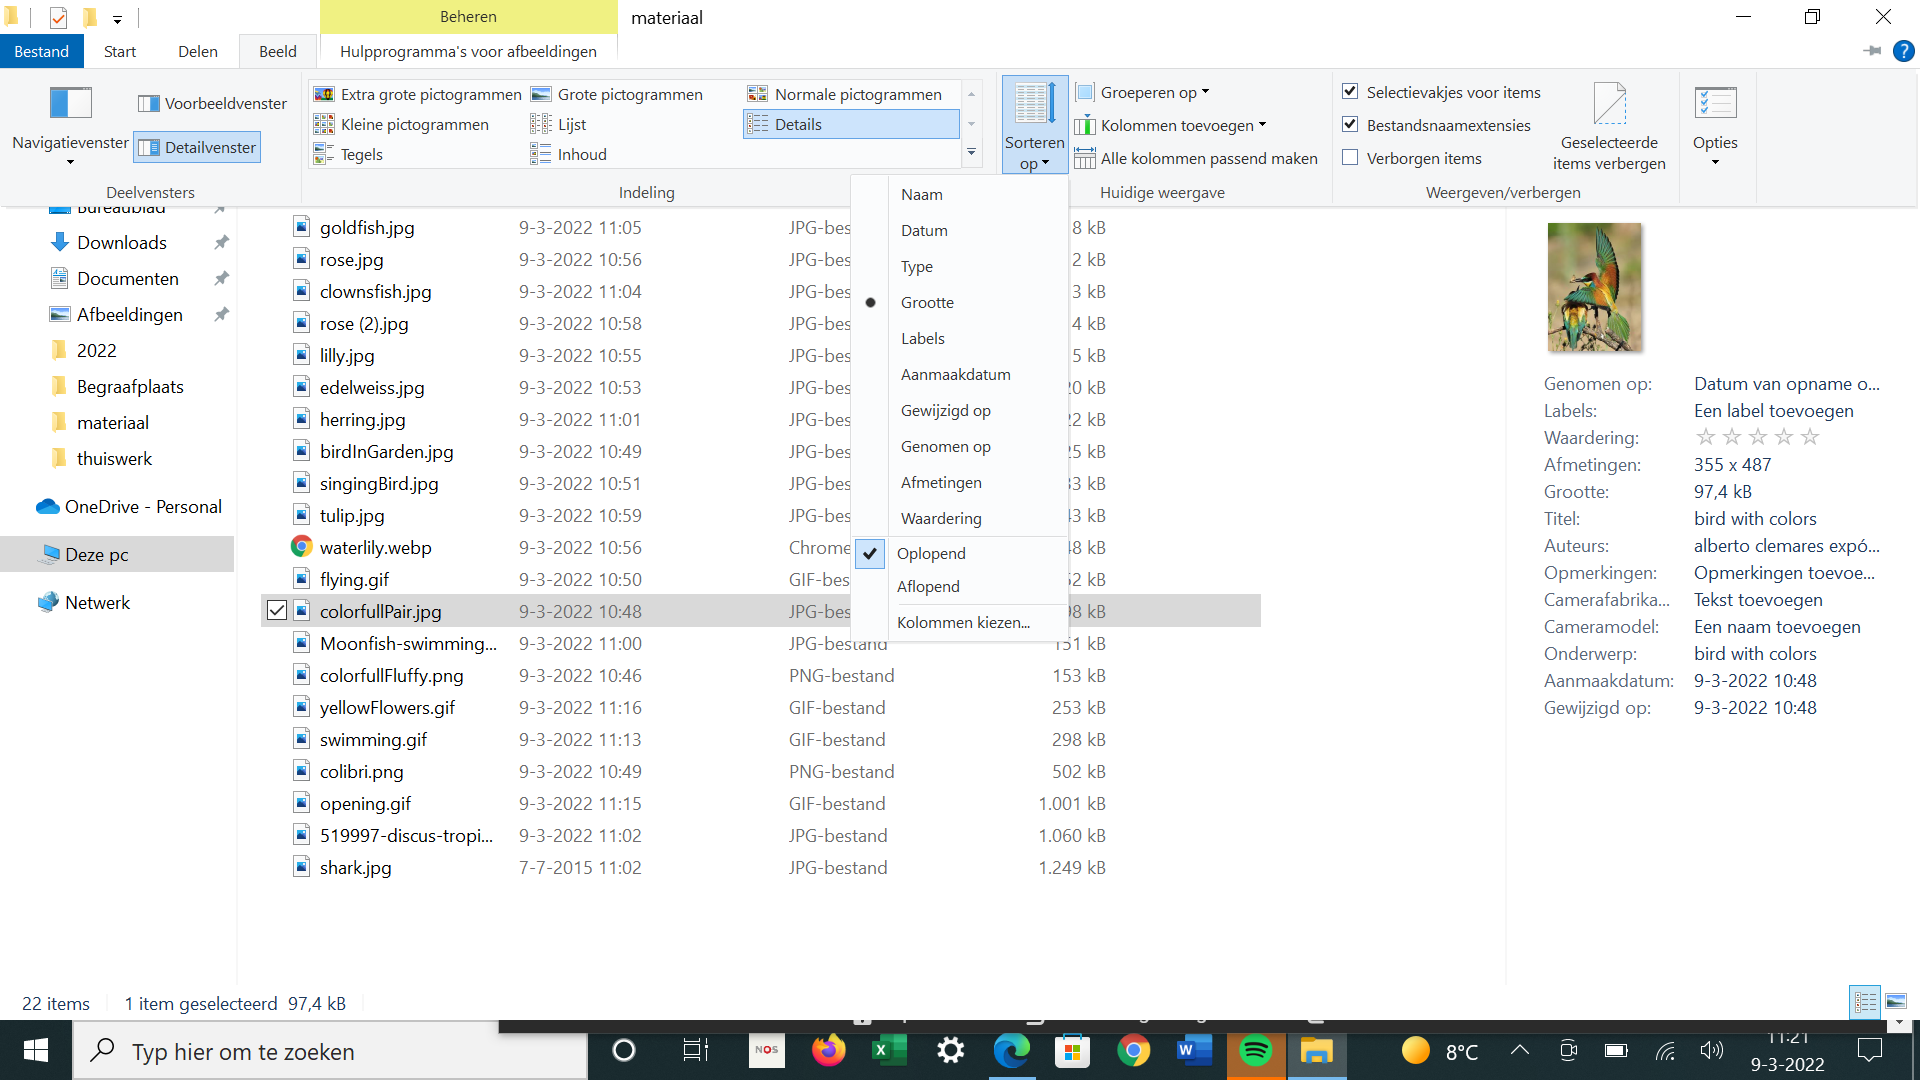 Beheren
materiaal
Bestand
Start
Delen
Beeld
Hulpprogramma's voor afbeeldingen
Navigatievenster
Voorbeeldvenster
Detailvenster
Deelvensters
Extra grote pictogrammen
Grote pictogrammen
Normale pictogrammen
Kleine pictogrammen
Lijst
Details
Tegels
Inhoud
Indeling
Sorteren
op
Groeperen op
Kolommen toevoegen
Alle kolommen passend maken
Huidige weergave
Selectievakjes voor items
Bestandsnaamextensies
Verborgen items
Geselecteerde
items verbergen
Weergeven/verbergen
Opties
Naam
Datum
Type
Grootte
Labels
Aanmaakdatum
Gewijzigd op
Genomen op
Afmetingen
Waardering
Oplopend
Aflopend
Kolommen kiezen...
Bureaublad
Downloads
Documenten
Afbeeldingen
2022
Begraafplaats
materiaal
thuiswerk
OneDrive - Personal
Deze pc
Netwerk
goldfish.jpg 9-3-2022 11:05 JPG-bes 8 kB
rose.jpg 9-3-2022 10:56 JPG-bes 2 kB
clownsfish.jpg 9-3-2022 11:04 JPG-bes 3 kB
rose (2).jpg 9-3-2022 10:58 JPG-bes 4 kB
lilly.jpg 9-3-2022 10:55 JPG-bes 5 kB
edelweiss.jpg 9-3-2022 10:53 JPG-bes 20 kB
herring.jpg 9-3-2022 11:01 JPG-bes 22 kB
birdInGarden.jpg 9-3-2022 10:49 JPG-bes 25 kB
singingBird.jpg 9-3-2022 10:51 JPG-bes 33 kB
tulip.jpg 9-3-2022 10:59 JPG-bes 43 kB
waterlily.webp 9-3-2022 10:56 Chrome 48 kB
flying.gif 9-3-2022 10:50 GIF-bes 52 kB
colorfullPair.jpg 9-3-2022 10:48 JPG-bes 98 kB
Moonfish-swimming... 9-3-2022 11:00 JPG-bestand 151 kB
colorfullFluffy.png 9-3-2022 10:46 PNG-bestand 153 kB
yellowFlowers.gif 9-3-2022 11:16 GIF-bestand 253 kB
swimming.gif 9-3-2022 11:13 GIF-bestand 298 kB
colibri.png 9-3-2022 10:49 PNG-bestand 502 kB
opening.gif 9-3-2022 11:15 GIF-bestand 1.001 kB
519997-discus-tropi... 9-3-2022 11:02 JPG-bestand 1.060 kB
shark.jpg 7-7-2015 11:02 JPG-bestand 1.249 kB
Genomen op: Datum van opname o...
Labels: Een label toevoegen
Waardering:
Afmetingen: 355 x 487
Grootte: 97,4 kB
Titel: bird with colors
Auteurs: alberto clemares expó...
Opmerkingen: Opmerkingen toevoe...
Camerafabrika... Tekst toevoegen
Cameramodel: Een naam toevoegen
Onderwerp: bird with colors
Aanmaakdatum: 9-3-2022 10:48
Gewijzigd op: 9-3-2022 10:48
22 items 1 item geselecteerd 97,4 kB
Typ hier om te zoeken
NOS
8°C
11:21
9-3-2022